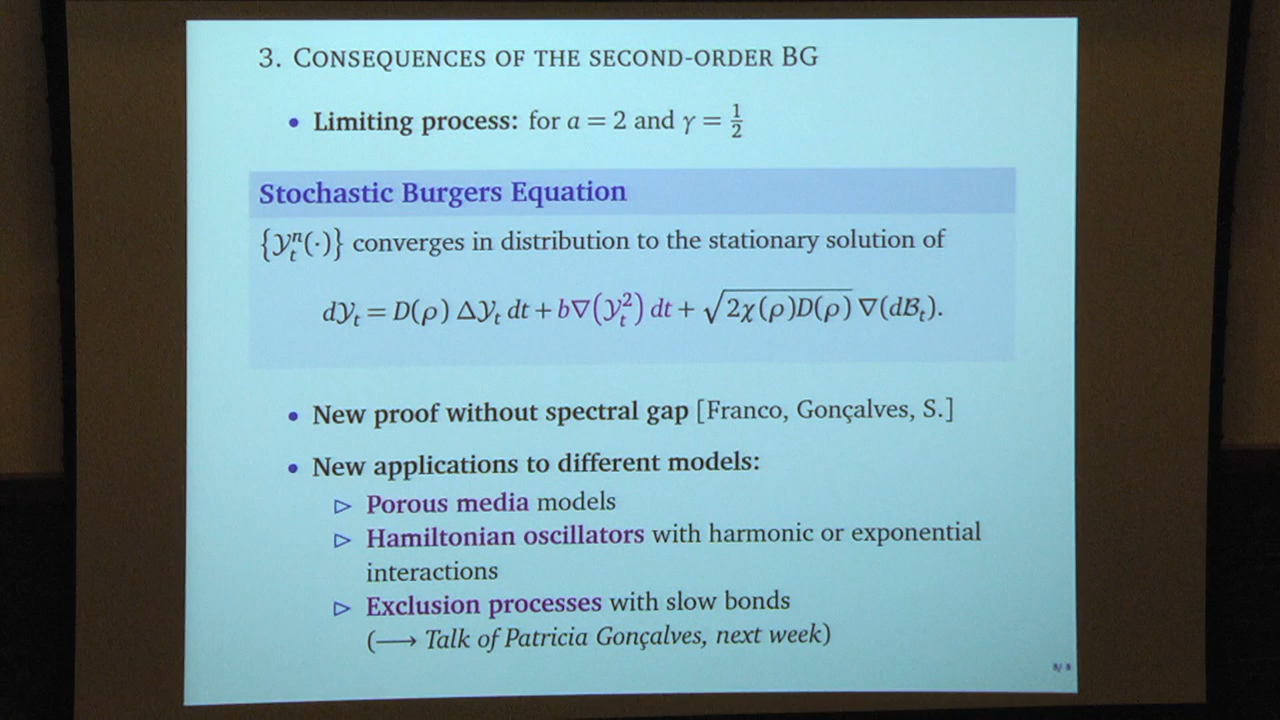 3. CONSEQUENCES OF THE SECOND-ORDER BG
• Limiting process: for a = 2 and γ = 1/2
Stochastic Burgers Equation
{𝒴ₜⁿ(·)} converges in distribution to the stationary solution of
d𝒴ₜ = D(ρ) Δ𝒴ₜ dt + b∇(𝒴ₜ²) dt + √(2χ(ρ)D(ρ)) ∇(dℬₜ).
• New proof without spectral gap [Franco, Gonçalves, S.]
• New applications to different models:
▷ Porous media models
▷ Hamiltonian oscillators with harmonic or exponential
interactions
▷ Exclusion processes with slow bonds
(⟶ Talk of Patricia Gonçalves, next week)